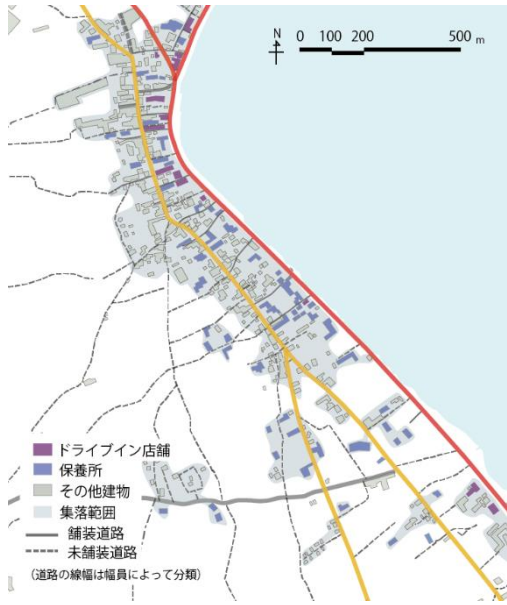 N
0 100 200 500 m
ドライブイン店舗
保養所
その他建物
集落範囲
舗装道路
未舗装道路
(道路の線幅は幅員によって分類)